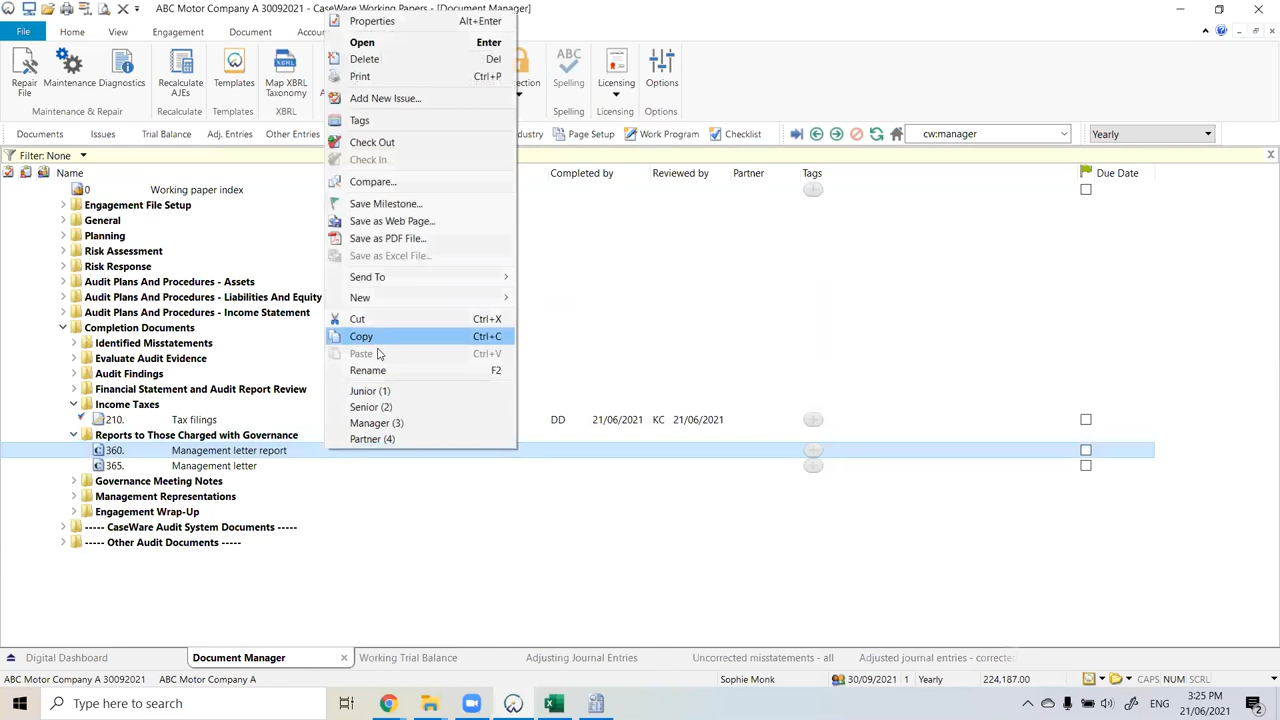 ABC Motor Company A 30092021 - CaseWare Working Papers - [Document Manager]
File Home View Engagement Document
Repair File Maintenance Diagnostics Recalculate AJEs Templates Map XBRL Taxonomy Spelling Licensing Options
Maintenance & Repair Recalculate Templates XBRL Spelling Licensing Options
Documents Issues Trial Balance Adj. Entries Other Entries Page Setup Work Program Checklist cw:manager Yearly
Filter: None
Name Completed by Reviewed by Partner Tags Due Date
0 Working paper index
Engagement File Setup
General
Planning
Risk Assessment
Risk Response
Audit Plans And Procedures - Assets
Audit Plans And Procedures - Liabilities And Equity
Audit Plans And Procedures - Income Statement
Completion Documents
Identified Misstatements
Evaluate Audit Evidence
Audit Findings
Financial Statement and Audit Report Review
Income Taxes
210. Tax filings DD 21/06/2021 KC 21/06/2021
Reports to Those Charged with Governance
360. Management letter report
365. Management letter
Governance Meeting Notes
Management Representations
Engagement Wrap-Up
----- CaseWare Audit System Documents -----
----- Other Audit Documents -----
Properties Alt+Enter
Open Enter
Delete Del
Print Ctrl+P
Add New Issue...
Tags
Check Out
Check In
Compare...
Save Milestone...
Save as Web Page...
Save as PDF File...
Save as Excel File...
Send To
New
Cut Ctrl+X
Copy Ctrl+C
Paste Ctrl+V
Rename F2
Junior (1)
Senior (2)
Manager (3)
Partner (4)
Digital Dashboard Document Manager Working Trial Balance Adjusting Journal Entries Uncorrected misstatements - all Adjusted journal entries - corrected
ABC Motor Company A 30092021 ABC Motor Company A Sophie Monk 30/09/2021 1 Yearly 224,187.00 CAPS NUM SCRL
Type here to search ENG 3:25 PM
21/06/2021 2